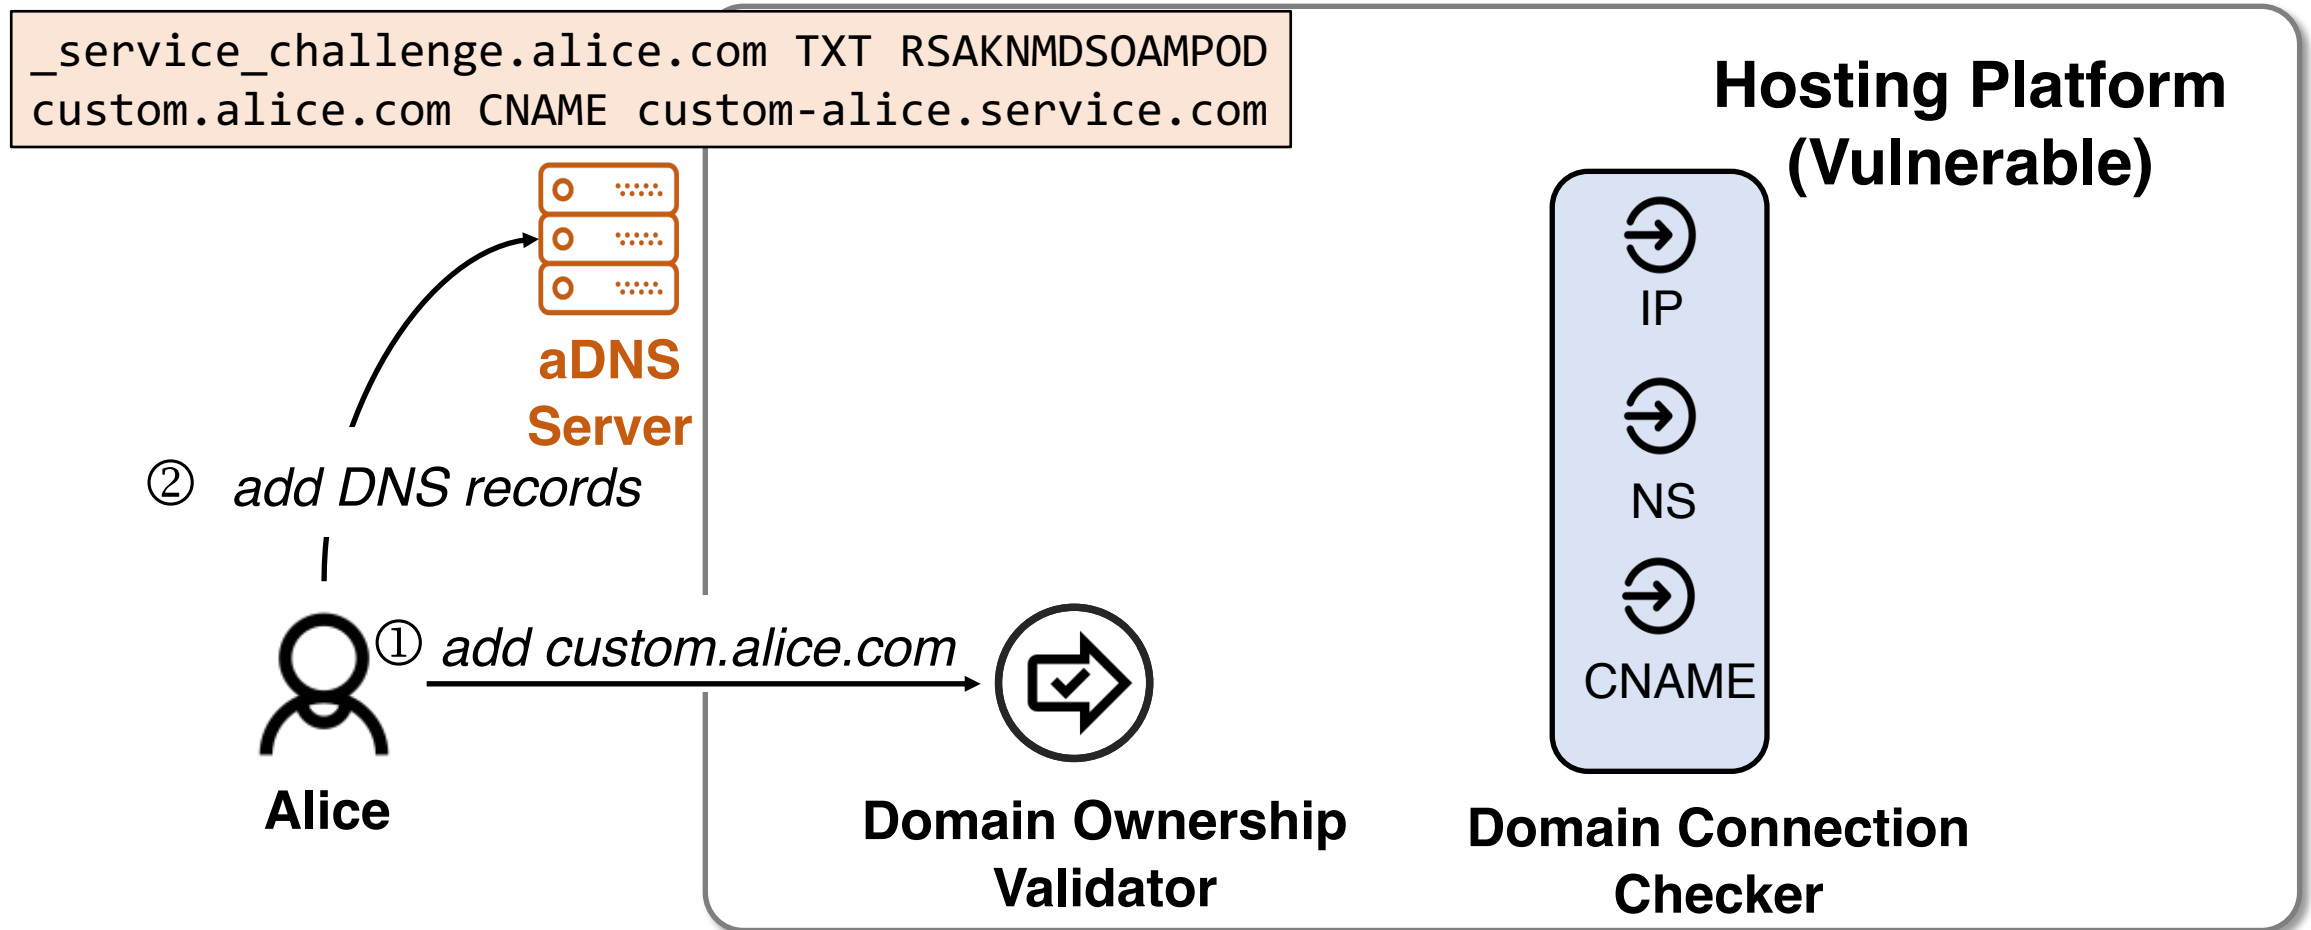 _service_challenge.alice.com TXT RSAKNMDSOAMPOD
custom.alice.com CNAME custom-alice.service.com
Hosting Platform
(Vulnerable)
aDNS
Server
② add DNS records
① add custom.alice.com
Alice
Domain Ownership
Validator
IP
NS
CNAME
Domain Connection
Checker